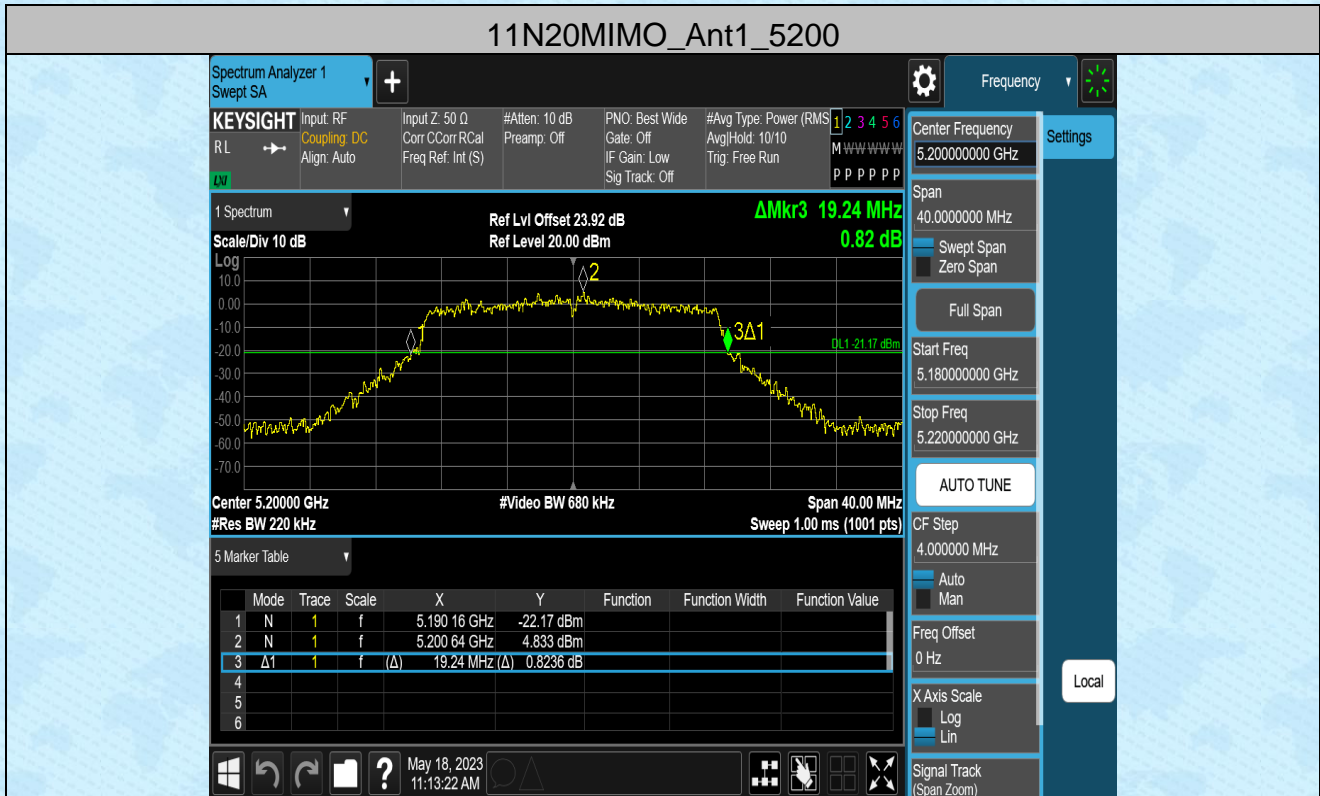 11N20MIMO_Ant1_5200
Spectrum Analyzer 1
Swept SA
+
Frequency
KEYSIGHT
RL
LXI
Input: RF
Coupling: DC
Align: Auto
Input Z: 50 Ω
Corr CCorr RCal
Freq Ref: Int (S)
#Atten: 10 dB
Preamp: Off
PNO: Best Wide
Gate: Off
IF Gain: Low
Sig Track: Off
#Avg Type: Power (RMS
Avg|Hold: 10/10
Trig: Free Run
1 2 3 4 5 6
M W W W W W
P P P P P P
Center Frequency
5.200000000 GHz
Settings
Span
40.0000000 MHz
Swept Span
Zero Span
Full Span
Start Freq
5.180000000 GHz
Stop Freq
5.220000000 GHz
AUTO TUNE
CF Step
4.000000 MHz
Auto
Man
Freq Offset
0 Hz
X Axis Scale
Log
Lin
Signal Track
(Span Zoom)
Local
1 Spectrum
Scale/Div 10 dB
Ref Lvl Offset 23.92 dB
Ref Level 20.00 dBm
ΔMkr3 19.24 MHz
0.82 dB
Log
10.0
0.00
-10.0
-20.0
-30.0
-40.0
-50.0
-60.0
-70.0
1
2
3Δ1
DL1 -21.17 dBm
Center 5.20000 GHz
#Video BW 680 kHz
Span 40.00 MHz
#Res BW 220 kHz
Sweep 1.00 ms (1001 pts)
5 Marker Table
Mode Trace Scale X Y Function Function Width Function Value
1 N 1 f 5.190 16 GHz -22.17 dBm
2 N 1 f 5.200 64 GHz 4.833 dBm
3 Δ1 1 f (Δ) 19.24 MHz (Δ) 0.8236 dB
4
5
6
?
May 18, 2023
11:13:22 AM